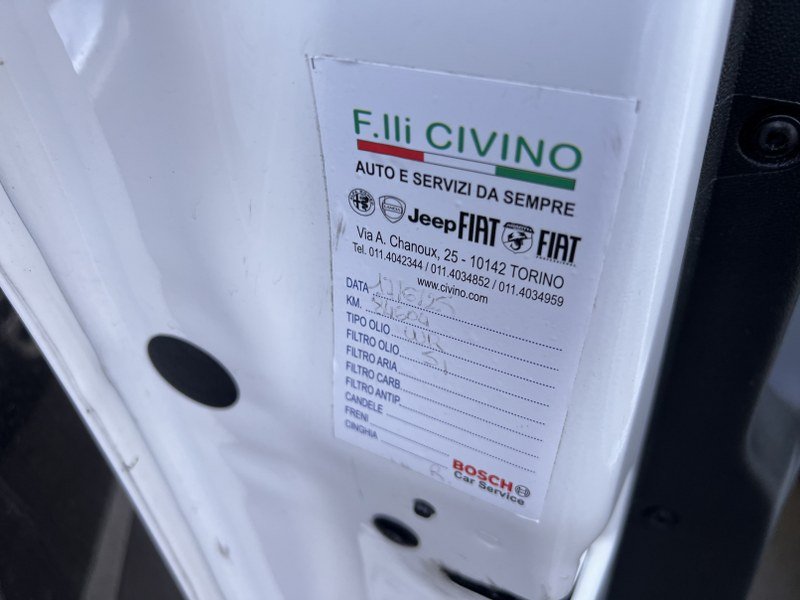 F.lli CIVINO
AUTO E SERVIZI DA SEMPRE
Jeep FIAT FIAT
Via A. Chanoux, 25 - 10142 TORINO
Tel. 011.4042344 / 011.4034852 / 011.4034959
www.civino.com
DATA
KM.
TIPO OLIO
FILTRO OLIO SI
FILTRO ARIA
FILTRO CARB.
FILTRO ANTIP.
CANDELE
FRENI
CINGHIA
BOSCH
Car Service